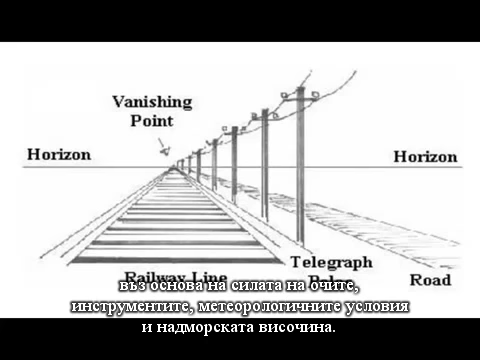 Vanishing
Point
Horizon
Horizon
Telegraph
Railway Line
Road
въз основа на силата на очите,
инструментите, метеорологичните условия
и надморската височина.